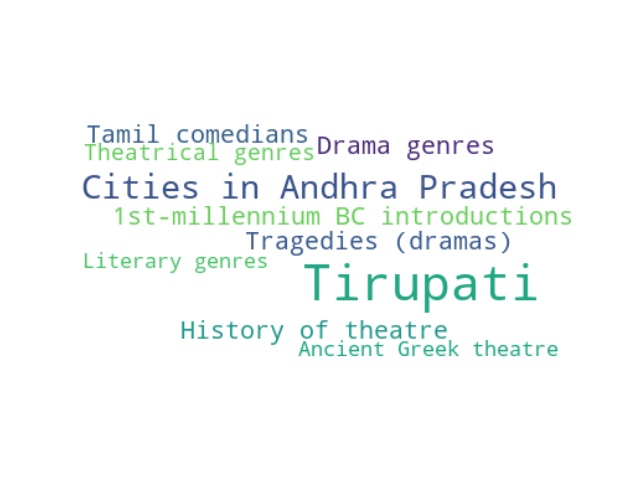 Tamil comedians
Theatrical genres
Drama genres
Cities in Andhra Pradesh
1st-millennium BC introductions
Tragedies (dramas)
Literary genres
Tirupati
History of theatre
Ancient Greek theatre